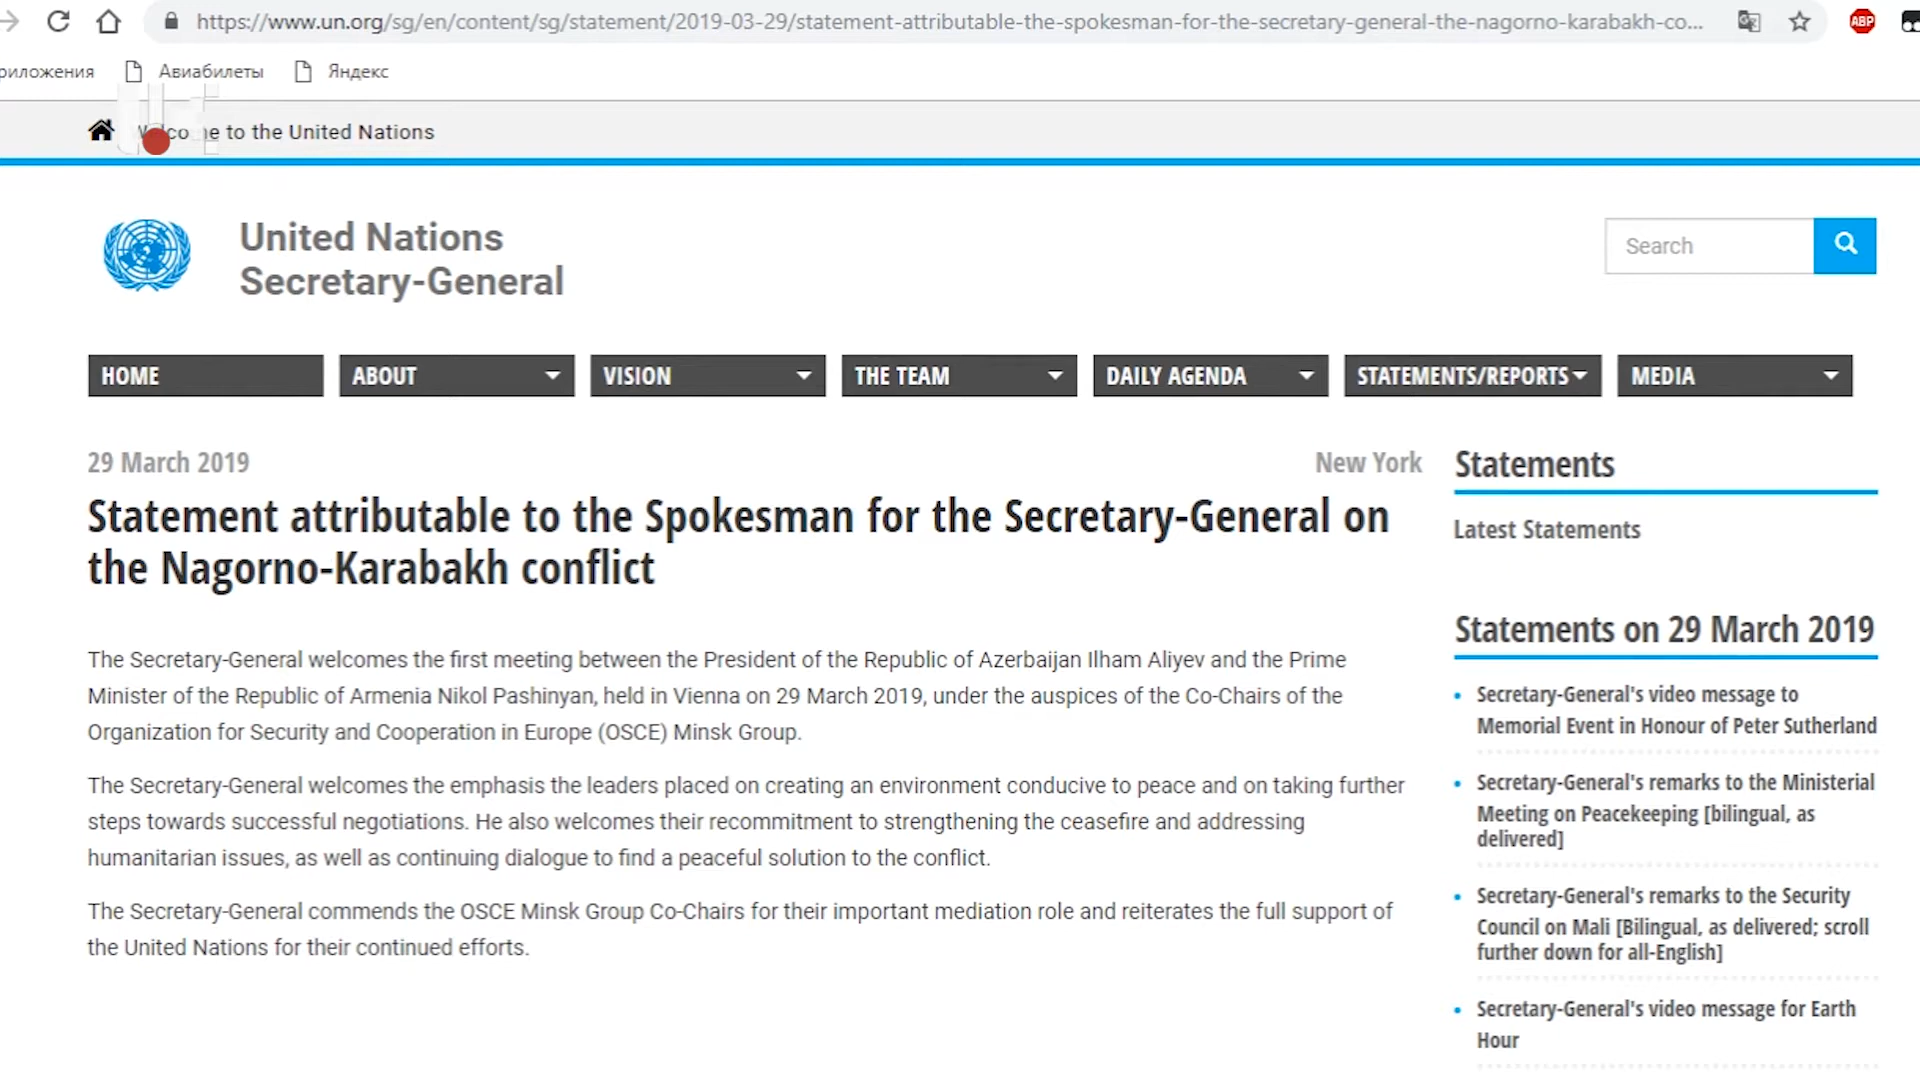 https://www.un.org/sg/en/content/sg/statement/2019-03-29/statement-attributable-the-spokesman-for-the-secretary-general-the-nagorno-karabakh-co...
ABP
Авиабилеты
Яндекс
to the United Nations
United Nations
Secretary-General
Search
HOME
ABOUT
VISION
THE TEAM
DAILY AGENDA
STATEMENTS/REPORTS
MEDIA
29 March 2019
New York
Statement attributable to the Spokesman for the Secretary-General on
the Nagorno-Karabakh conflict
The Secretary-General welcomes the first meeting between the President of the Republic of Azerbaijan Ilham Aliyev and the Prime
Minister of the Republic of Armenia Nikol Pashinyan, held in Vienna on 29 March 2019, under the auspices of the Co-Chairs of the
Organization for Security and Cooperation in Europe (OSCE) Minsk Group.
The Secretary-General welcomes the emphasis the leaders placed on creating an environment conducive to peace and on taking further
steps towards successful negotiations. He also welcomes their recommitment to strengthening the ceasefire and addressing
humanitarian issues, as well as continuing dialogue to find a peaceful solution to the conflict.
The Secretary-General commends the OSCE Minsk Group Co-Chairs for their important mediation role and reiterates the full support of
the United Nations for their continued efforts.
Statements
Latest Statements
Statements on 29 March 2019
Secretary-General's video message to
Memorial Event in Honour of Peter Sutherland
Secretary-General's remarks to the Ministerial
Meeting on Peacekeeping [bilingual, as
delivered]
Secretary-General's remarks to the Security
Council on Mali [Bilingual, as delivered; scroll
further down for all-English]
Secretary-General's video message for Earth
Hour